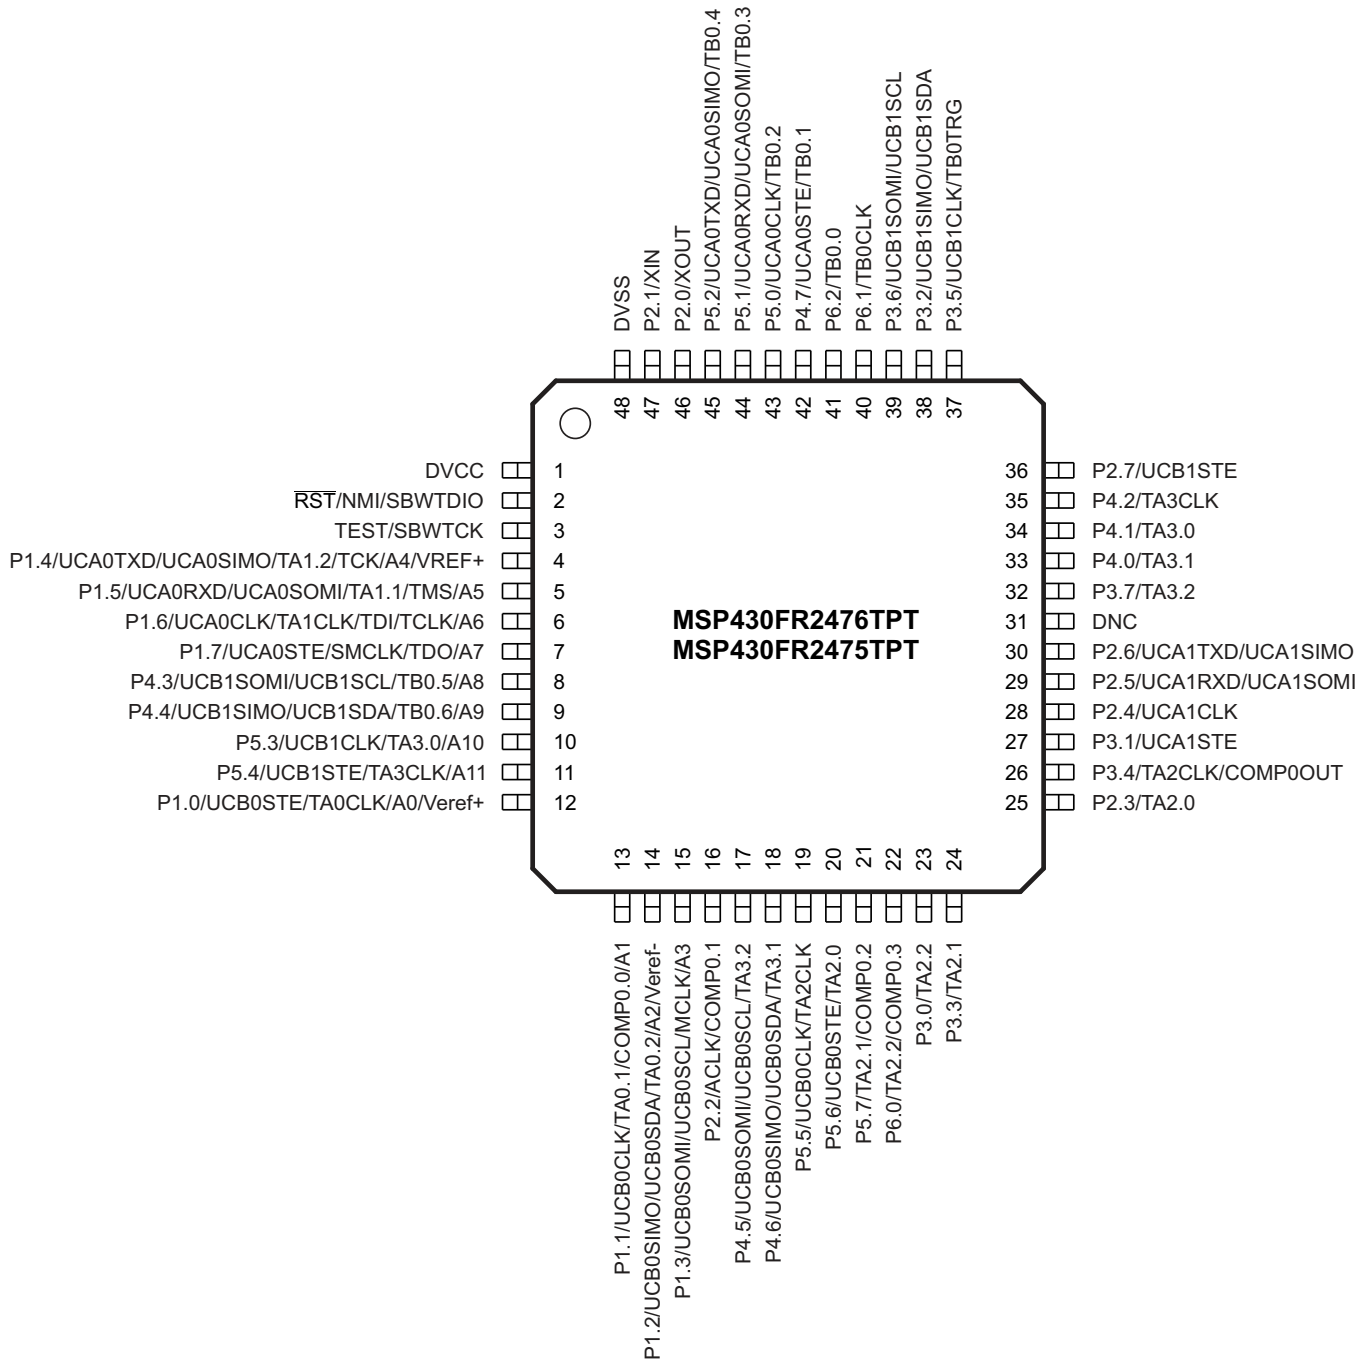 DVSS
P2.1/XIN
P2.0/XOUT
P5.2/UCA0TXD/UCA0SIMO/TB0.4
P5.1/UCA0RXD/UCA0SOMI/TB0.3
P5.0/UCA0CLK/TB0.2
P4.7/UCA0STE/TB0.1
P6.2/TB0.0
P6.1/TB0CLK
P3.6/UCB1SOMI/UCB1SCL
P3.2/UCB1SIMO/UCB1SDA
P3.5/UCB1CLK/TB0TRG
48
47
46
45
44
43
42
41
40
39
38
37
DVCC 1
RST/NMI/SBWTDIO 2
TEST/SBWTCK 3
P1.4/UCA0TXD/UCA0SIMO/TA1.2/TCK/A4/VREF+ 4
P1.5/UCA0RXD/UCA0SOMI/TA1.1/TMS/A5 5
P1.6/UCA0CLK/TA1CLK/TDI/TCLK/A6 6
P1.7/UCA0STE/SMCLK/TDO/A7 7
P4.3/UCB1SOMI/UCB1SCL/TB0.5/A8 8
P4.4/UCB1SIMO/UCB1SDA/TB0.6/A9 9
P5.3/UCB1CLK/TA3.0/A10 10
P5.4/UCB1STE/TA3CLK/A11 11
P1.0/UCB0STE/TA0CLK/A0/Veref+ 12
MSP430FR2476TPT
MSP430FR2475TPT
36 P2.7/UCB1STE
35 P4.2/TA3CLK
34 P4.1/TA3.0
33 P4.0/TA3.1
32 P3.7/TA3.2
31 DNC
30 P2.6/UCA1TXD/UCA1SIMO
29 P2.5/UCA1RXD/UCA1SOMI
28 P2.4/UCA1CLK
27 P3.1/UCA1STE
26 P3.4/TA2CLK/COMP0OUT
25 P2.3/TA2.0
13
14
15
16
17
18
19
20
21
22
23
24
P1.1/UCB0CLK/TA0.1/COMP0.0/A1
P1.2/UCB0SIMO/UCB0SDA/TA0.2/A2/Veref-
P1.3/UCB0SOMI/UCB0SCL/MCLK/A3
P2.2/ACLK/COMP0.1
P4.5/UCB0SOMI/UCB0SCL/TA3.2
P4.6/UCB0SIMO/UCB0SDA/TA3.1
P5.5/UCB0CLK/TA2CLK
P5.6/UCB0STE/TA2.0
P5.7/TA2.1/COMP0.2
P6.0/TA2.2/COMP0.3
P3.0/TA2.2
P3.3/TA2.1